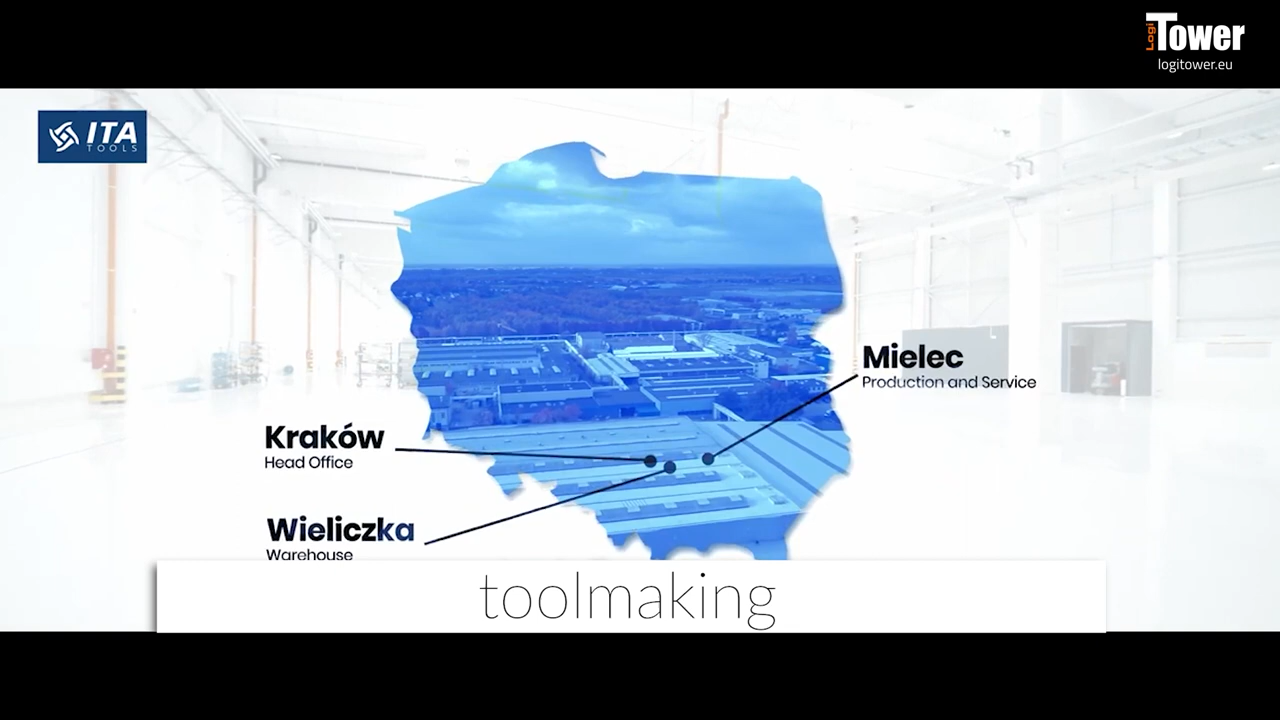 Logi Tower
logitower.eu
ITA
TOOLS
Mielec
Production and Service
Kraków
Head Office
Wieliczka
Warehouse
toolmaking